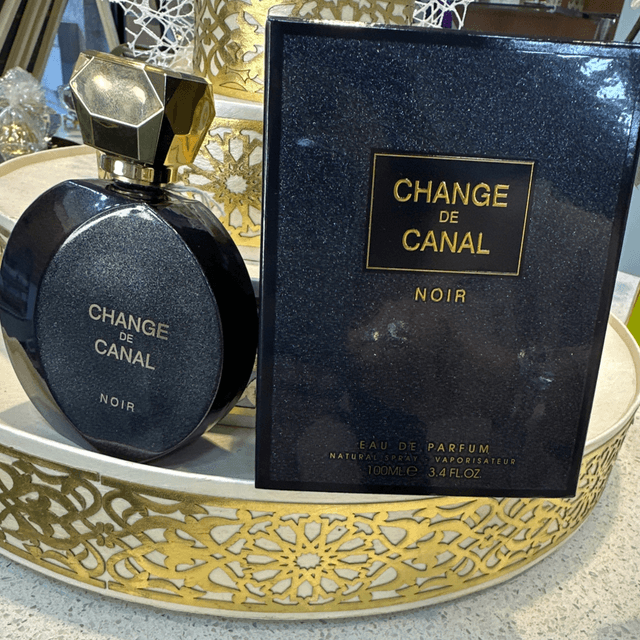 CHANGE
DE
CANAL
NOIR
CHANGE
DE
CANAL
NOIR
EAU DE PARFUM
NATURAL SPRAY VAPORISATEUR
100ML℮ 3.4 FL.OZ.